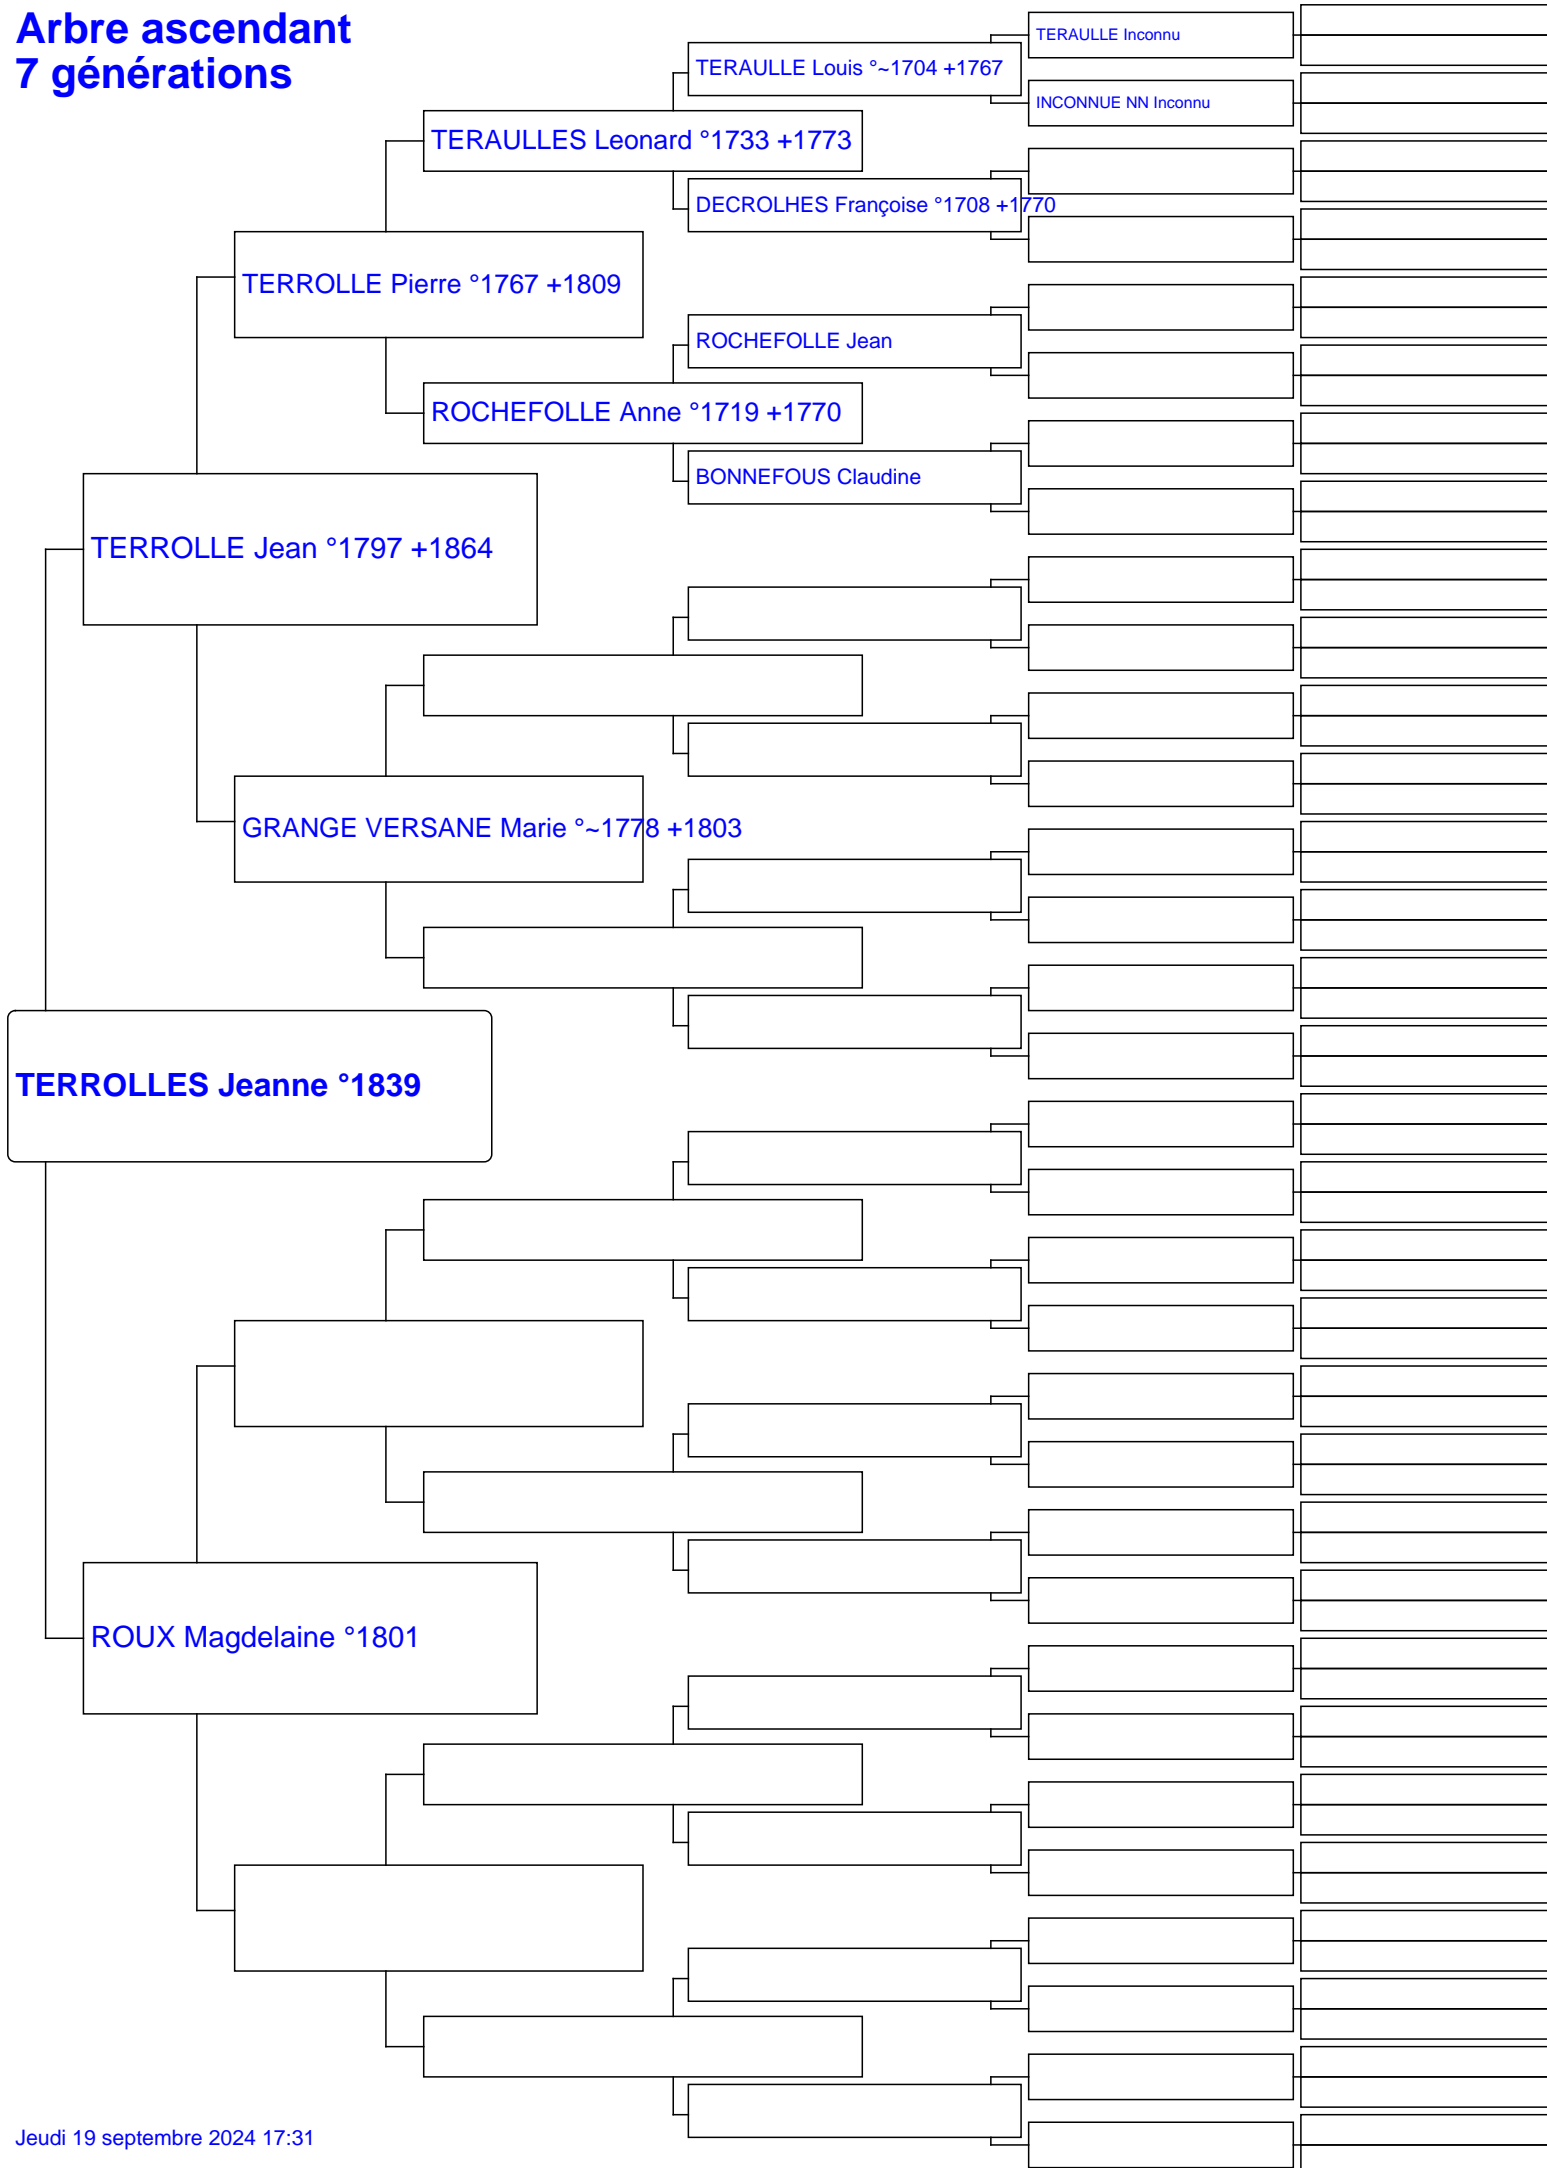 Arbre ascendant
7 générations
TERAULLE Inconnu
TERAULLE Louis °~1704 +1767
INCONNUE NN Inconnu
TERAULLES Leonard °1733 +1773
DECROLHES Françoise °1708 +1770
TERROLLE Pierre °1767 +1809
ROCHEFOLLE Jean
ROCHEFOLLE Anne °1719 +1770
BONNEFOUS Claudine
TERROLLE Jean °1797 +1864
GRANGE VERSANE Marie °~1778 +1803
TERROLLES Jeanne °1839
ROUX Magdelaine °1801
Jeudi 19 septembre 2024 17:31